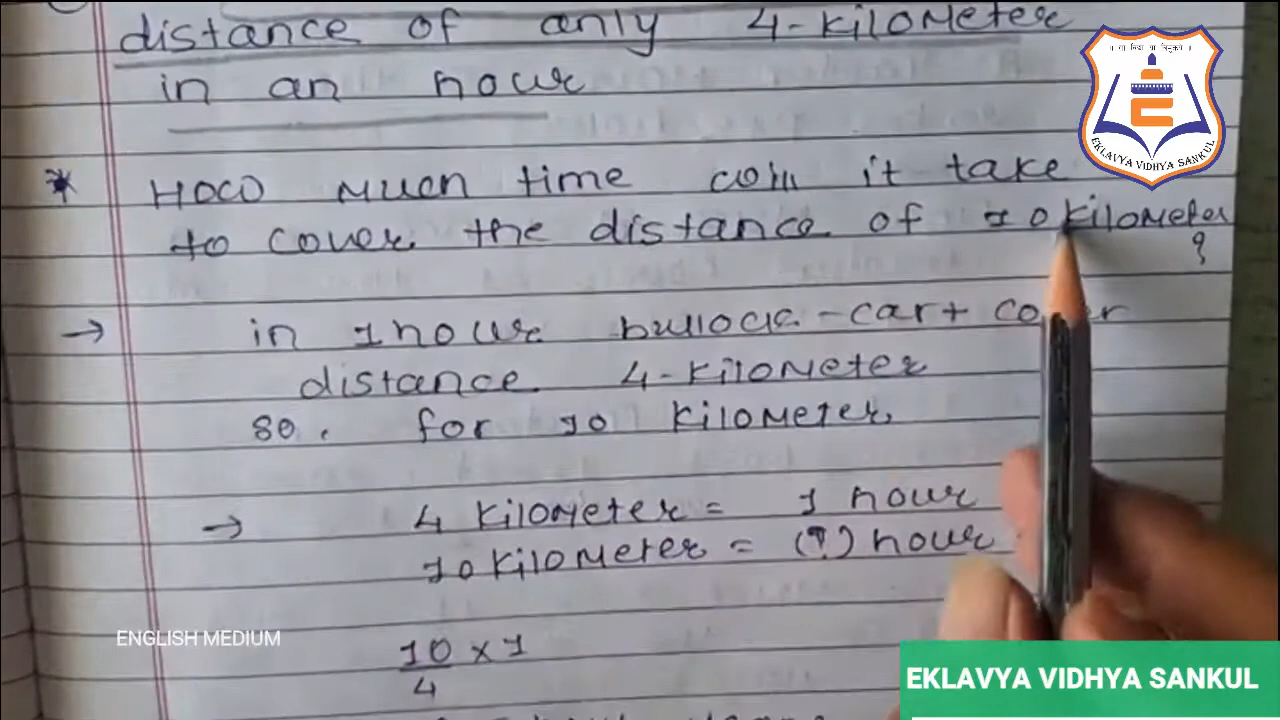 distance of only 4-kilometer
in an hour
* How much time will it take
to cover the distance of 10 kilometer
?
→ in 1 hour bullock-cart cover
distance 4-kilometer
so. for 10 kilometer
→ 4 kilometer = 1 hour
10 kilometer = (?) hour
10 x 1
4
EKLAVYA VIDHYA SANKUL
ENGLISH MEDIUM
EKLAVYA VIDHYA SANKUL